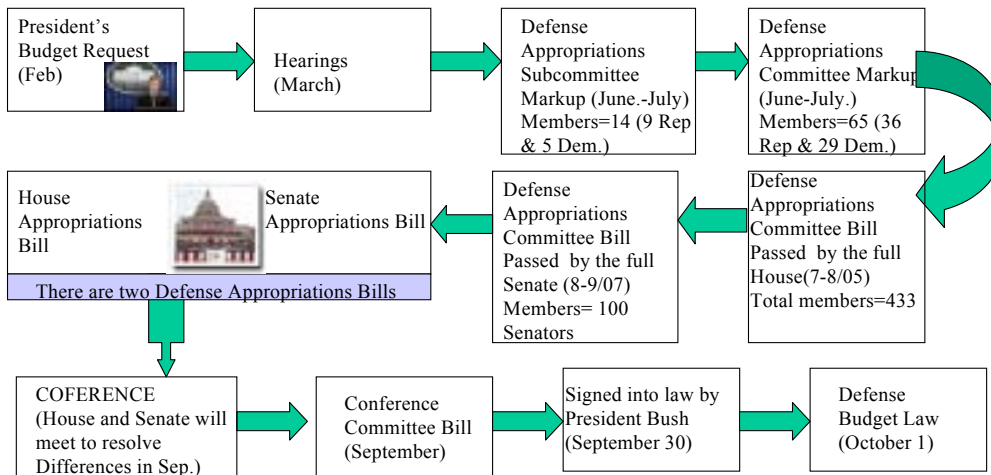 President's
Budget Request
(Feb)
Hearings
(March)
Defense
Appropriations
Subcommittee
Markup (June.-July)
Members=14 (9 Rep
& 5 Dem.)
Defense
Appropriations
Committee Markup
(June-July.)
Members=65 (36
Rep & 29 Dem.)
Defense
Appropriations
Committee Bill
Passed by the full
House(7-8/05)
Total members=433
Defense
Appropriations
Committee Bill
Passed by the full
Senate (8-9/07)
Members= 100
Senators
House
Appropriations
Bill
Senate
Appropriations Bill
There are two Defense Appropriations Bills
COFERENCE
(House and Senate will
meet to resolve
Differences in Sep.)
Conference
Committee Bill
(September)
Signed into law by
President Bush
(September 30)
Defense
Budget Law
(October 1)